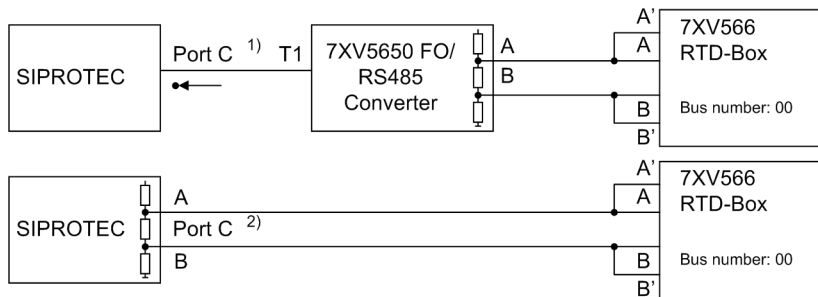 SIPROTEC
Port C 1)
T1
7XV5650 FO/
RS485
Converter
A
B
A'
A
B
B'
7XV566
RTD-Box
Bus number: 00
SIPROTEC
A
Port C 2)
B
A'
A
B
B'
7XV566
RTD-Box
Bus number: 00